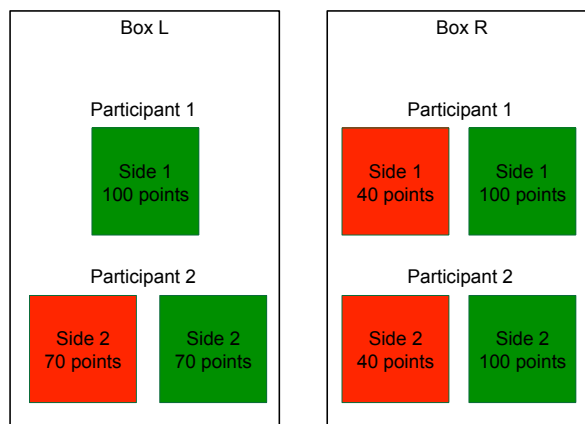 Box L
Participant 1
Side 1
100 points
Participant 2
Side 2
70 points
Side 2
70 points
Box R
Participant 1
Side 1
40 points
Side 1
100 points
Participant 2
Side 2
40 points
Side 2
100 points